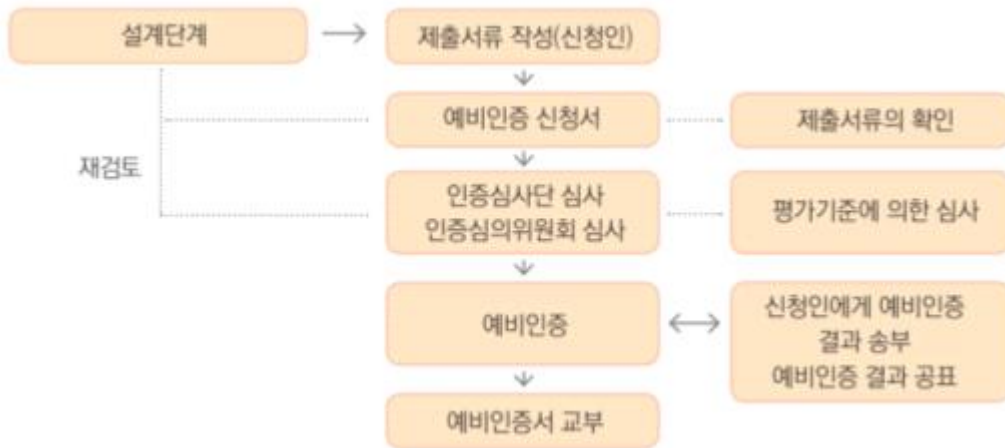 설계단계
제출서류 작성(신청인)
예비인증 신청서
제출서류의 확인
재검토
인증심사단 심사
인증심의위원회 심사
평가기준에 의한 심사
예비인증
신청인에게 예비인증
결과 송부
예비인증 결과 공표
예비인증서 교부